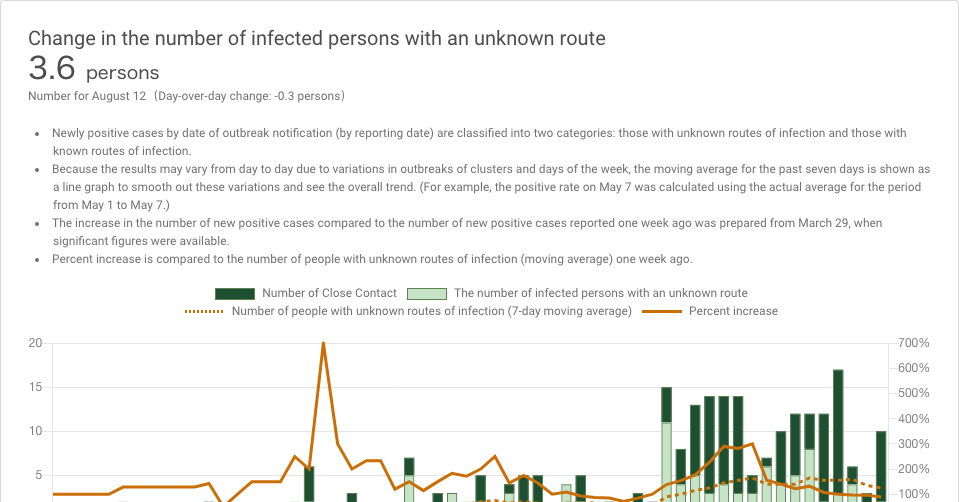 Change in the number of infected persons with an unknown route
3.6 persons
Number for August 12 (Day-over-day change: -0.3 persons)
• Newly positive cases by date of outbreak notification (by reporting date) are classified into two categories: those with unknown routes of infection and those with
known routes of infection.
• Because the results may vary from day to day due to variations in outbreaks of clusters and days of the week, the moving average for the past seven days is shown as
a line graph to smooth out these variations and see the overall trend. (For example, the positive rate on May 7 was calculated using the actual average for the period
from May 1 to May 7.)
• The increase in the number of new positive cases compared to the number of new positive cases reported one week ago was prepared from March 29, when
significant figures were available.
• Percent increase is compared to the number of people with unknown routes of infection (moving average) one week ago.
Number of Close Contact The number of infected persons with an unknown route
Number of people with unknown routes of infection (7-day moving average) Percent increase
20 700%
600%
15 500%
400%
10 300%
5 200%
100%